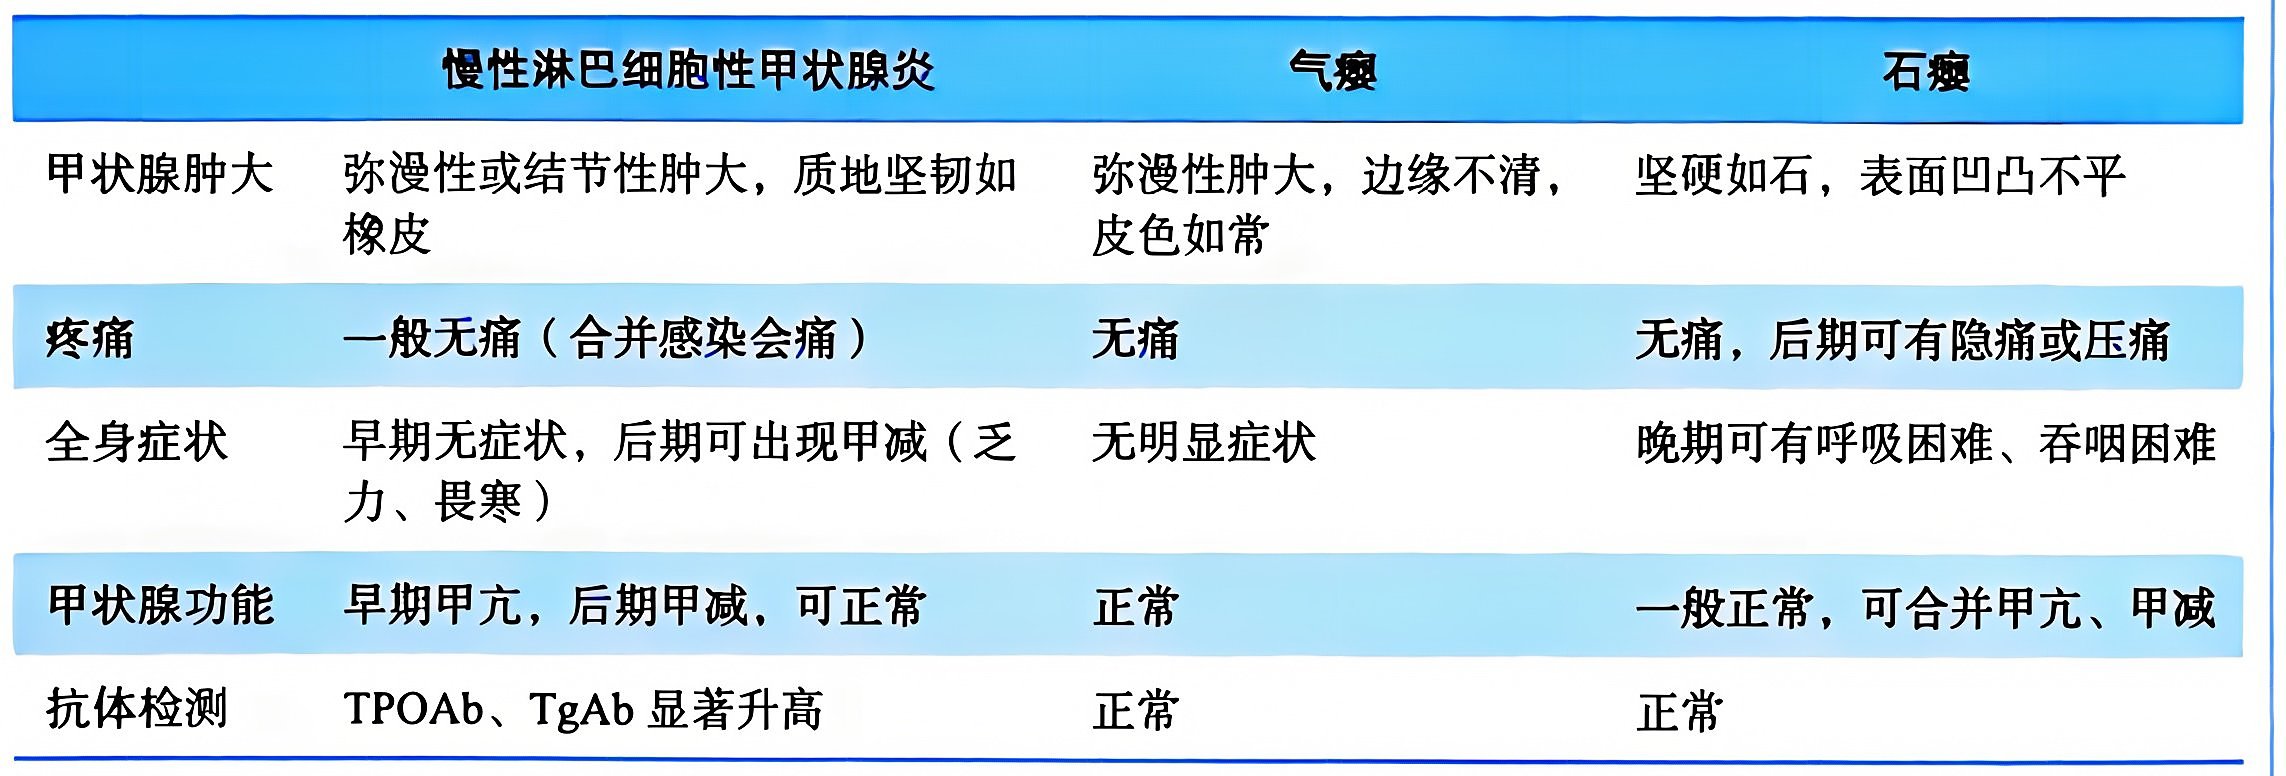 慢性淋巴细胞性甲状腺炎 气瘿 石瘿
甲状腺肿大 弥漫性或结节性肿大，质地坚韧如 弥漫性肿大，边缘不清， 坚硬如石，表面凹凸不平
橡皮 皮色如常
疼痛 一般无痛（合并感染会痛） 无痛 无痛，后期可有隐痛或压痛
全身症状 早期无症状，后期可出现甲减（乏 无明显症状 晚期可有呼吸困难、吞咽困难
力、畏寒）
甲状腺功能 早期甲亢，后期甲减，可正常 正常 一般正常，可合并甲亢、甲减
抗体检测 TPOAb、TgAb 显著升高 正常 正常